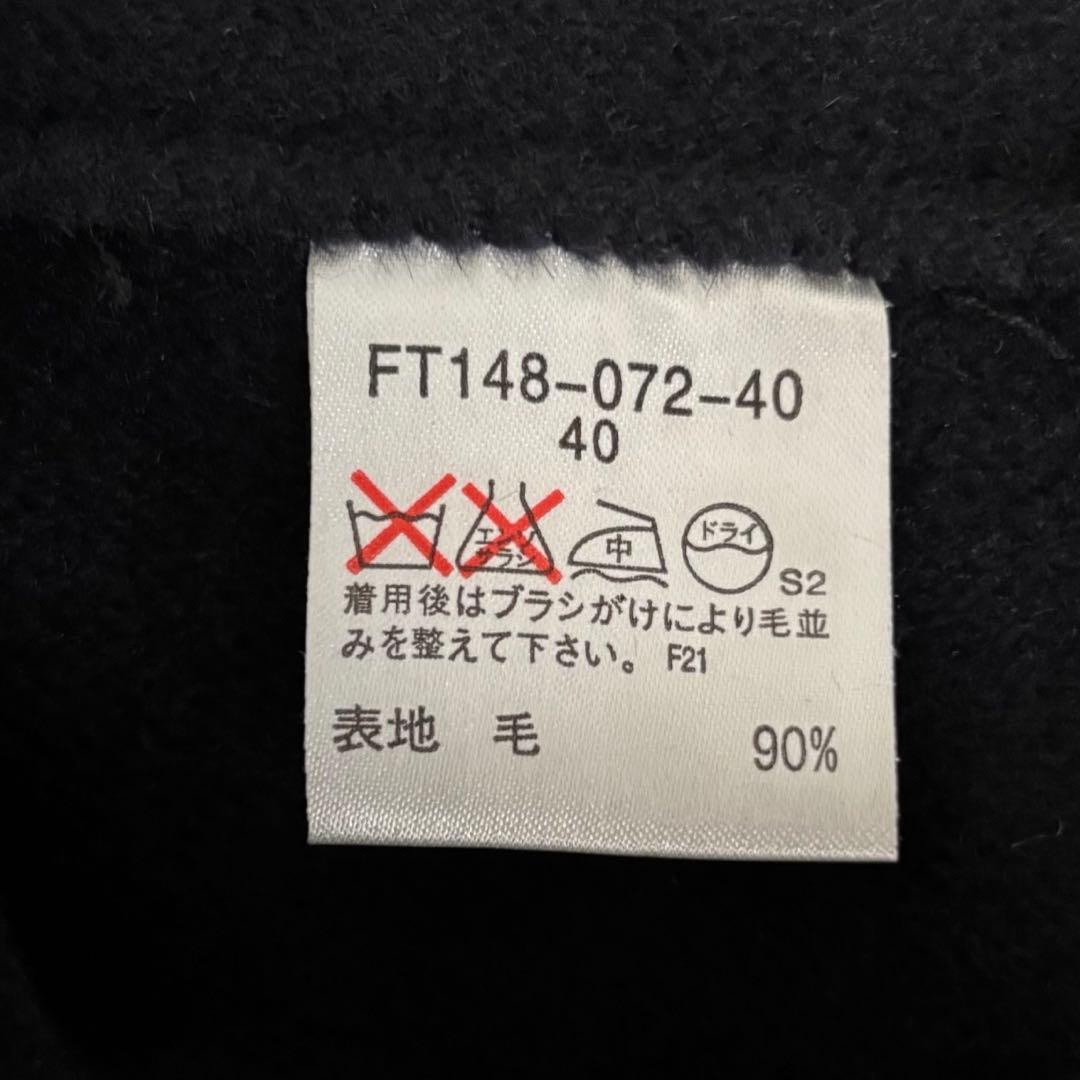 FT148-072-40
40
エンソ
サラシ
中
ドライ
S2
着用後はブラシがけにより毛並
みを整えて下さい。 F21
表地 毛 90%